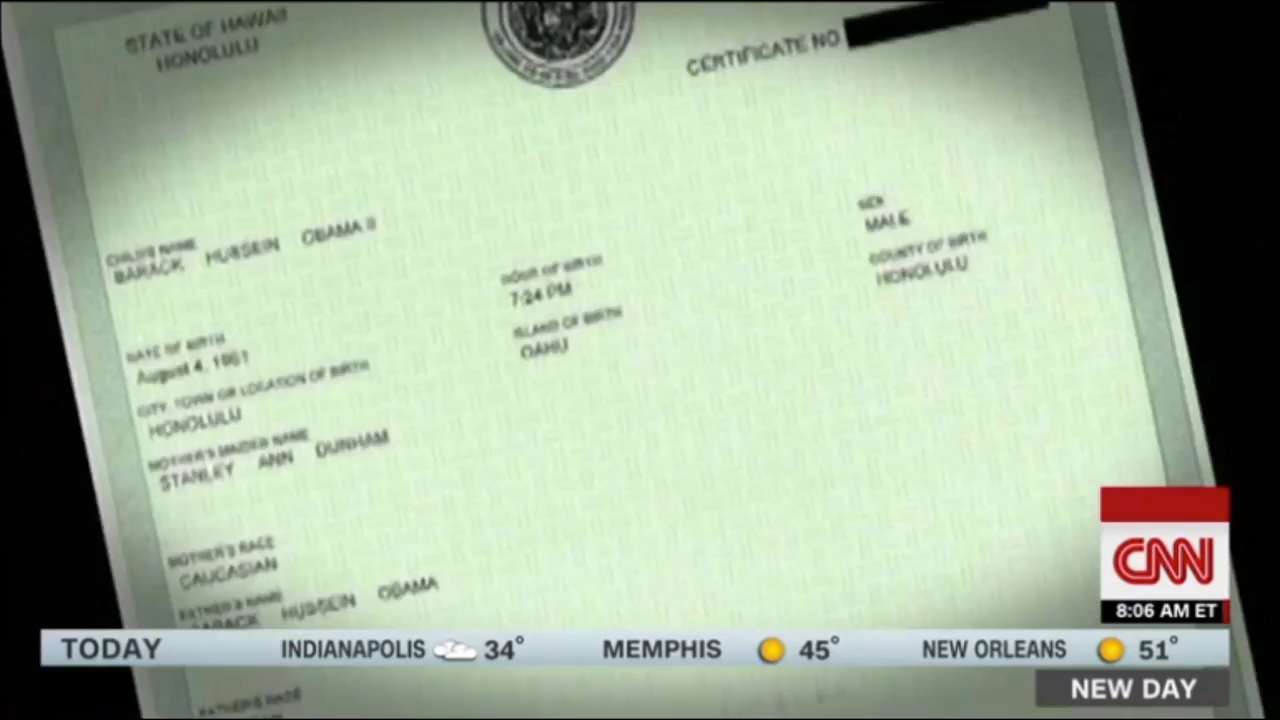 STATE OF HAWAII
HONOLULU
CERTIFICATE NO
CHILD'S NAME
BARACK HUSSEIN OBAMA II
DATE OF BIRTH
August 4, 1961
HOUR OF BIRTH
7:24 PM
SEX
MALE
CITY, TOWN OR LOCATION OF BIRTH
HONOLULU
ISLAND OF BIRTH
OAHU
COUNTY OF BIRTH
HONOLULU
MOTHER'S MAIDEN NAME
STANLEY ANN DUNHAM
MOTHER'S RACE
CAUCASIAN
FATHER'S NAME
BARACK HUSSEIN OBAMA
FATHER'S RACE
CNN
8:06 AM ET
TODAY INDIANAPOLIS 34° MEMPHIS 45° NEW ORLEANS 51°
NEW DAY